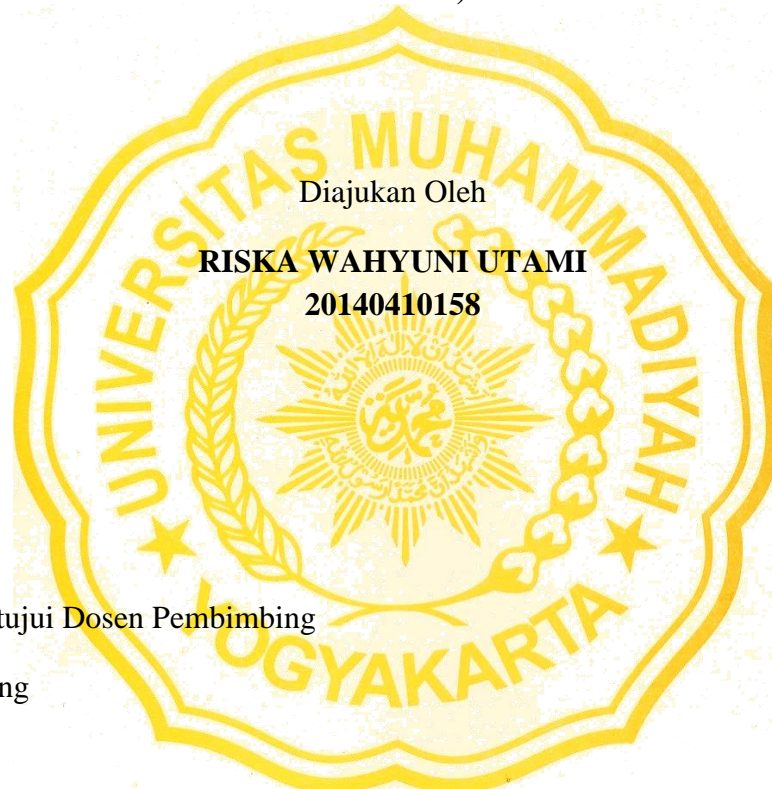 Diajukan Oleh
RISKA WAHYUNI UTAMI
20140410158
UNIVERSITAS MUHAMMADIYAH
YOGYAKARTA
tujui Dosen Pembimbing
ng